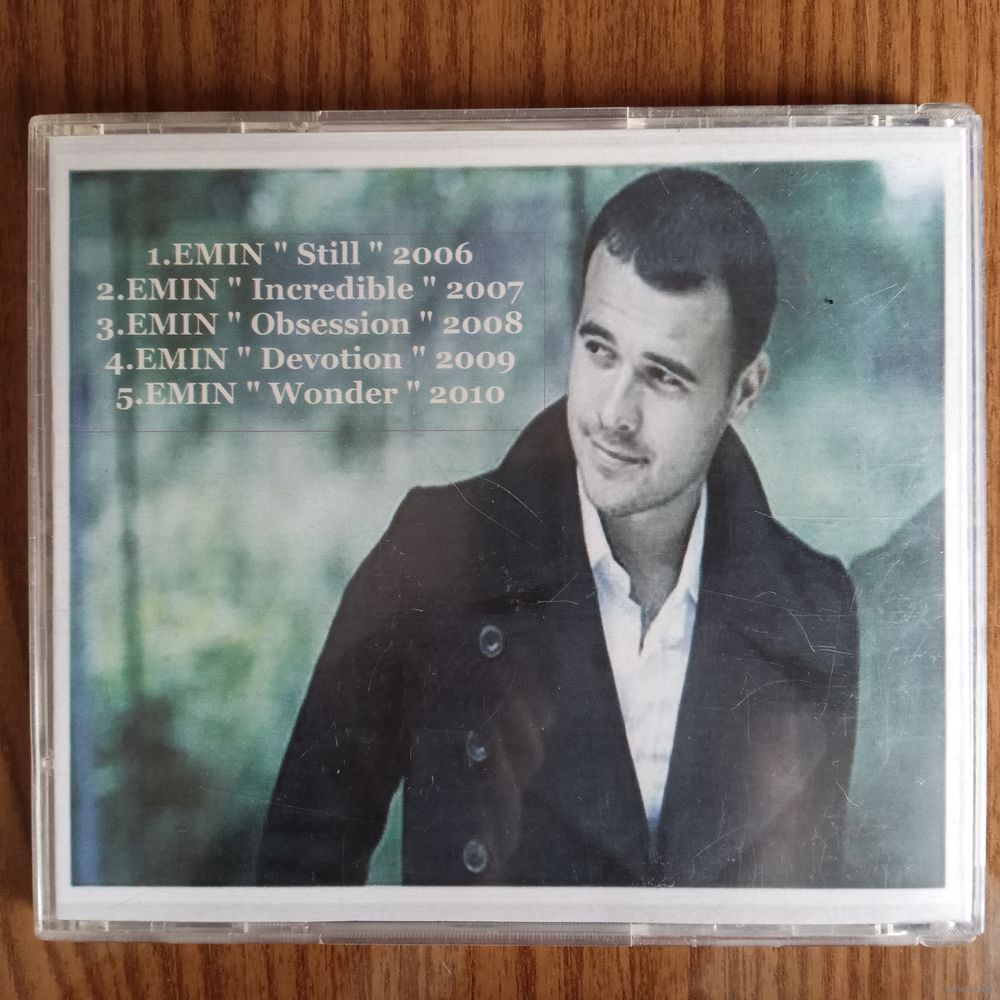 1.EMIN " Still " 2006
2.EMIN " Incredible " 2007
3.EMIN " Obsession " 2008
4.EMIN " Devotion " 2009
5.EMIN " Wonder " 2010